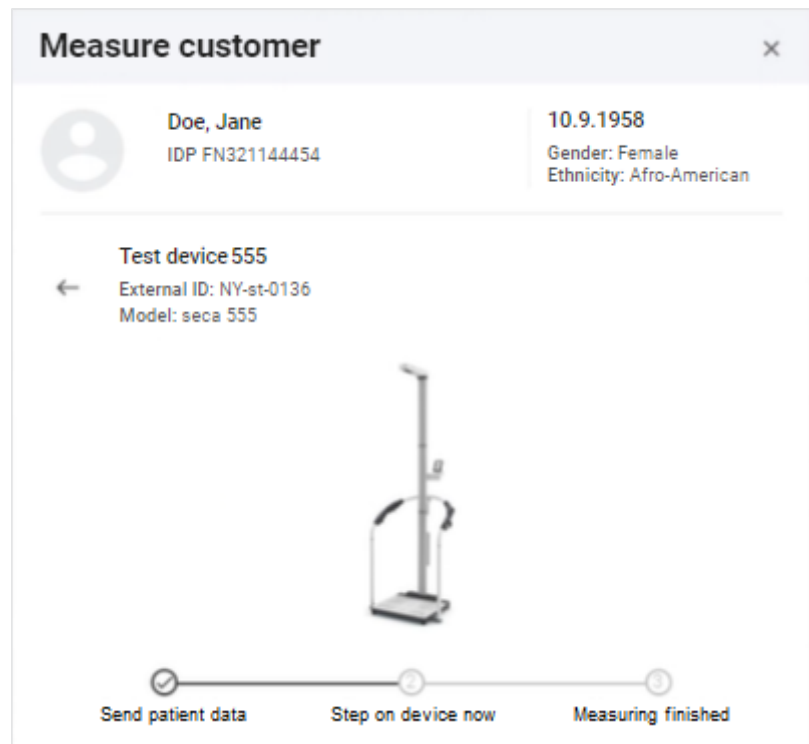 Measure customer
Doe, Jane
IDP FN321144454
10.9.1958
Gender: Female
Ethnicity: Afro-American
Test device 555
External ID: NY-st-0136
Model: seca 555
2
3
Send patient data
Step on device now
Measuring finished